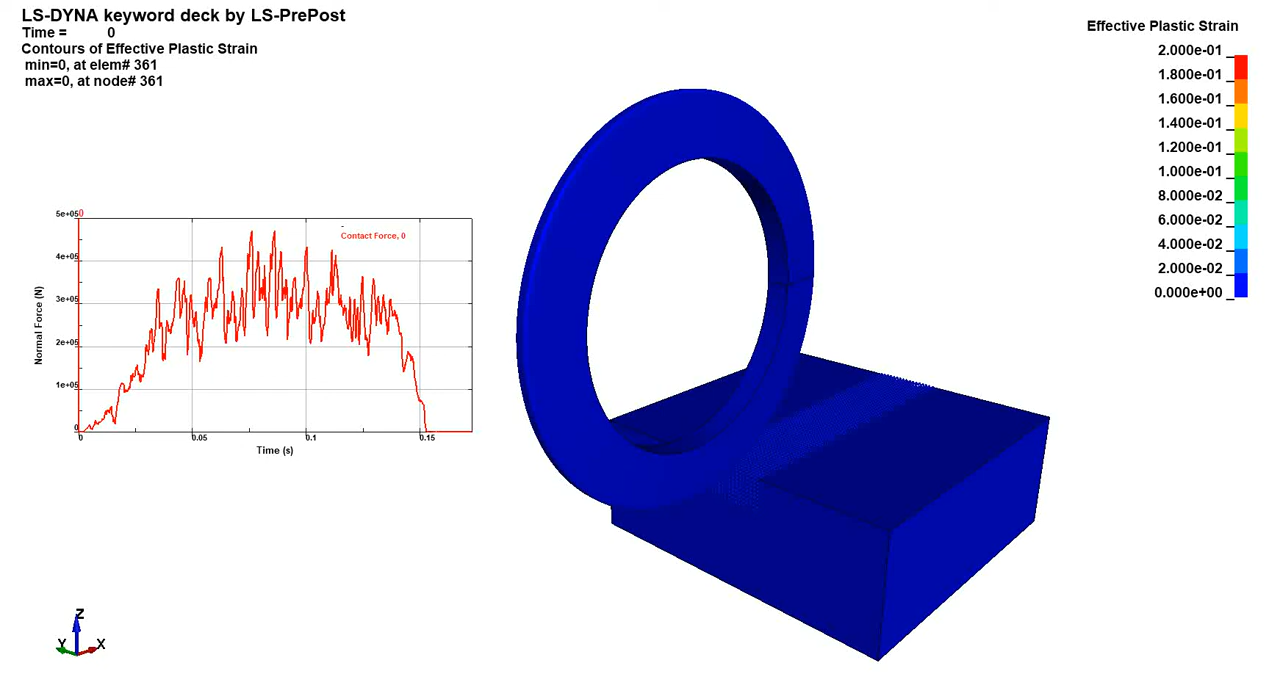 LS-DYNA keyword deck by LS-PrePost
Time = 0
Contours of Effective Plastic Strain
min=0, at elem# 361
max=0, at node# 361
Effective Plastic Strain
2.000e-01
1.800e-01
1.600e-01
1.400e-01
1.200e-01
1.000e-01
8.000e-02
6.000e-02
4.000e-02
2.000e-02
0.000e+00
5e+05
0
4e+05
3e+05
2e+05
1e+05
0
Normal Force (N)
Contact Force, 0
0
0.05
0.1
0.15
Time (s)
Z
Y
X